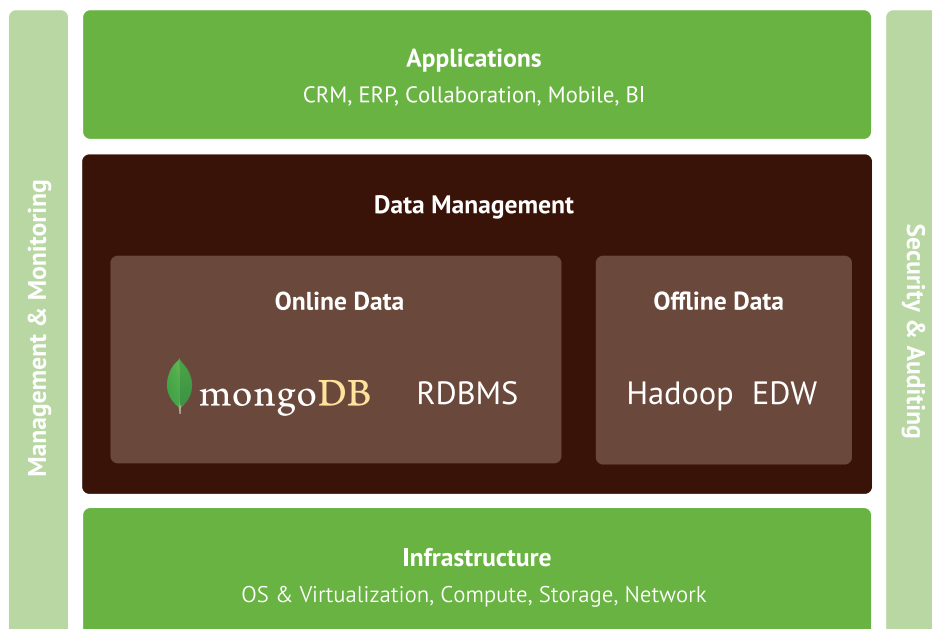 Applications
CRM, ERP, Collaboration, Mobile, BI
Management & Monitoring
Data Management
Online Data
mongoDB RDBMS
Offline Data
Hadoop EDW
Security & Auditing
Infrastructure
OS & Virtualization, Compute, Storage, Network